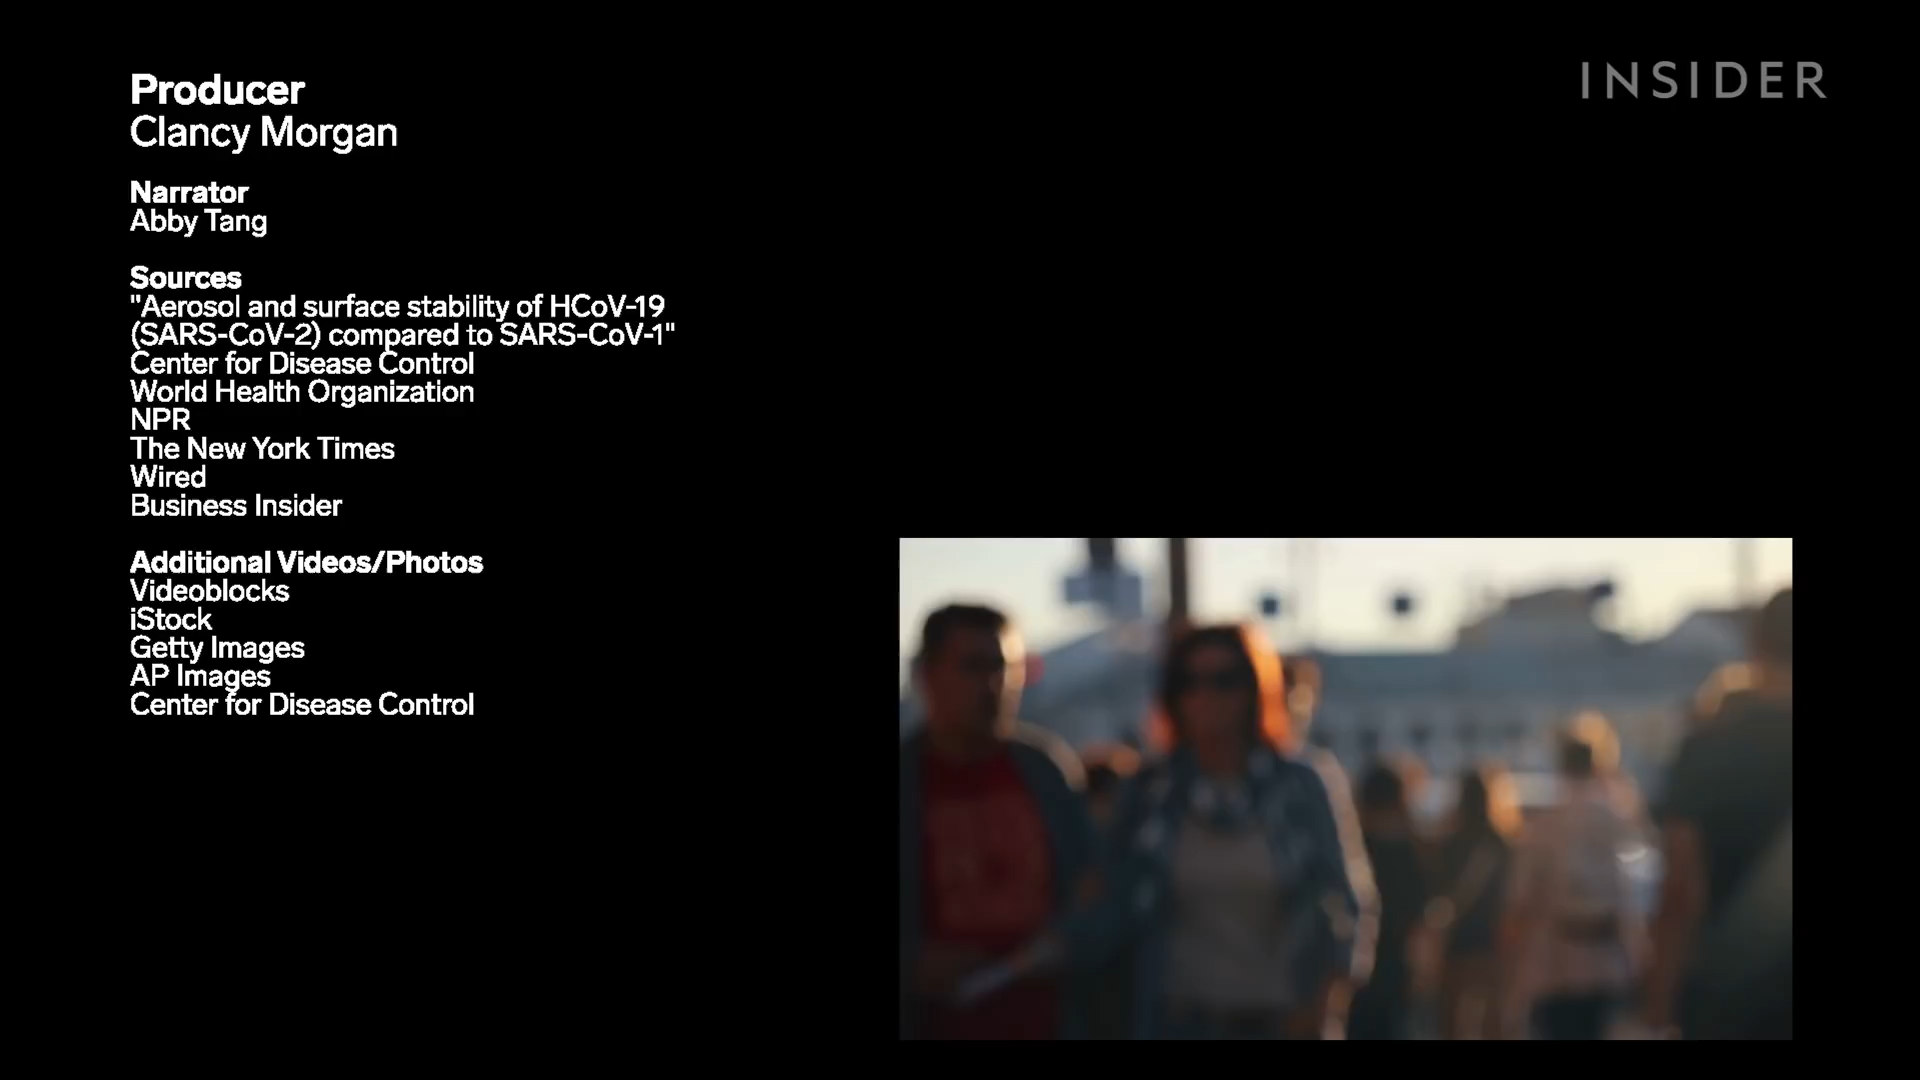 INSIDER
Producer
Clancy Morgan
Narrator
Abby Tang
Sources
"Aerosol and surface stability of HCoV-19
(SARS-CoV-2) compared to SARS-CoV-1"
Center for Disease Control
World Health Organization
NPR
The New York Times
Wired
Business Insider
Additional Videos/Photos
Videoblocks
iStock
Getty Images
AP Images
Center for Disease Control